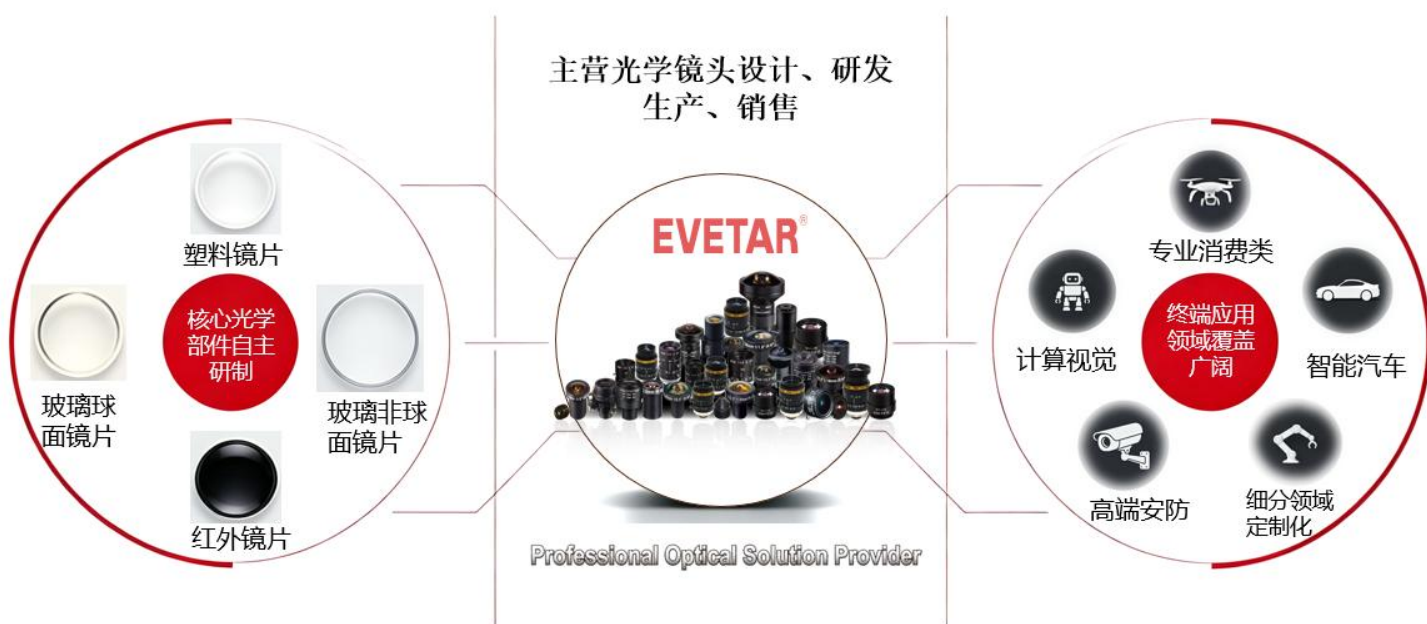 主营光学镜头设计、研发
生产、销售
塑料镜片
核心光学
部件自主
研制
玻璃球
面镜片
玻璃非球
面镜片
红外镜片
EVETAR®
Professional Optical Solution Provider
专业消费类
计算视觉
终端应用
领域覆盖
广阔
智能汽车
高端安防
细分领域
定制化